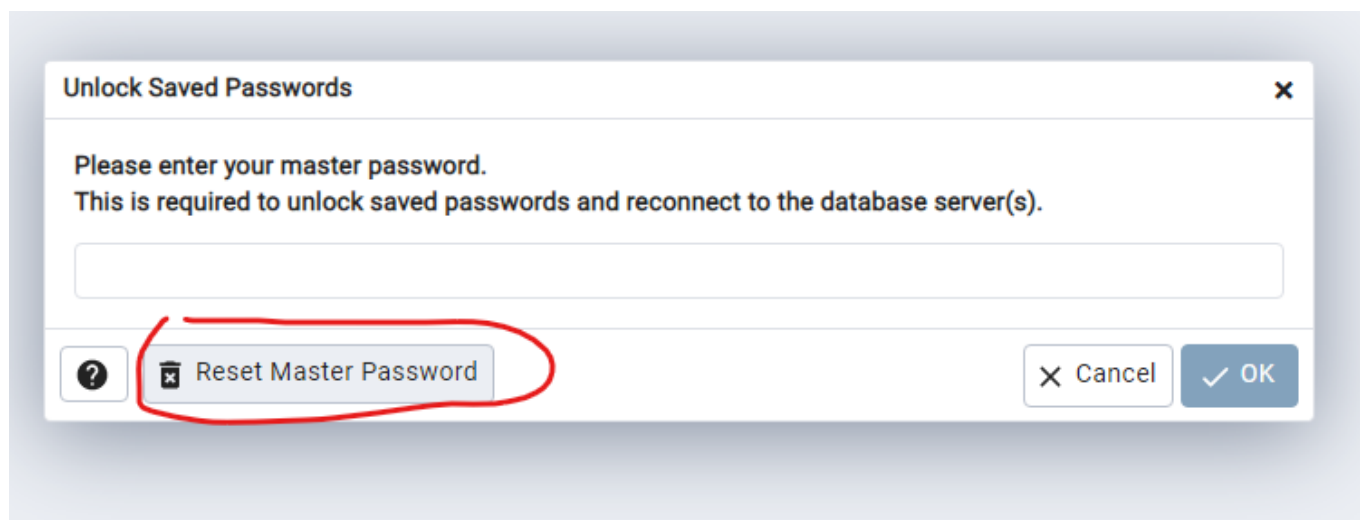 Unlock Saved Passwords
Please enter your master password.
This is required to unlock saved passwords and reconnect to the database server(s).
Reset Master Password
Cancel
OK